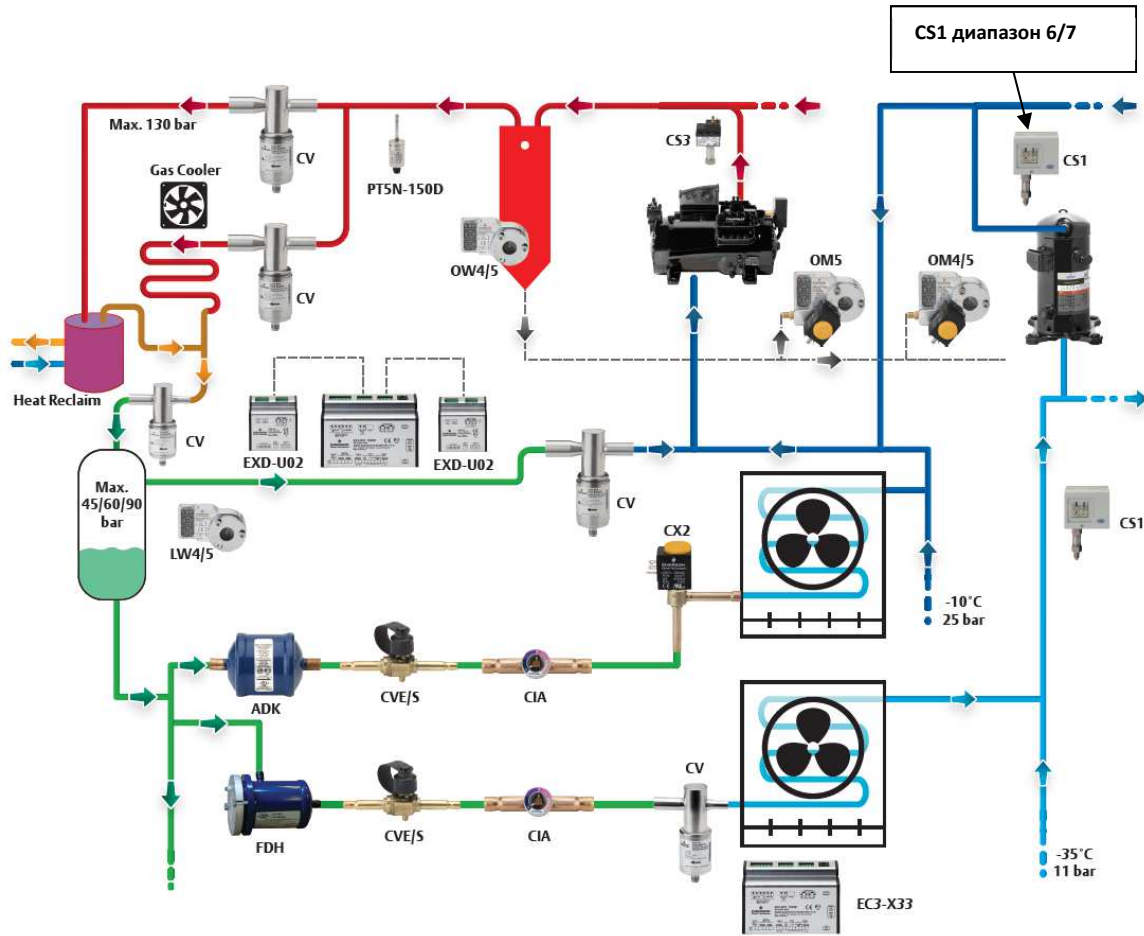 CS1 диапазон 6/7
Max. 130 bar
CV
PT5N-150D
CS3
CS1
Gas Cooler
CV
OW4/5
OM5
OM4/5
Heat Reclaim
CV
EXD-U02
EXD-U02
Max.
45/60/90
bar
LW4/5
CV
CX2
CS1
-10°C
25 bar
ADK
CVE/S
CIA
FDH
CVE/S
CIA
CV
EC3-X33
-35°C
11 bar